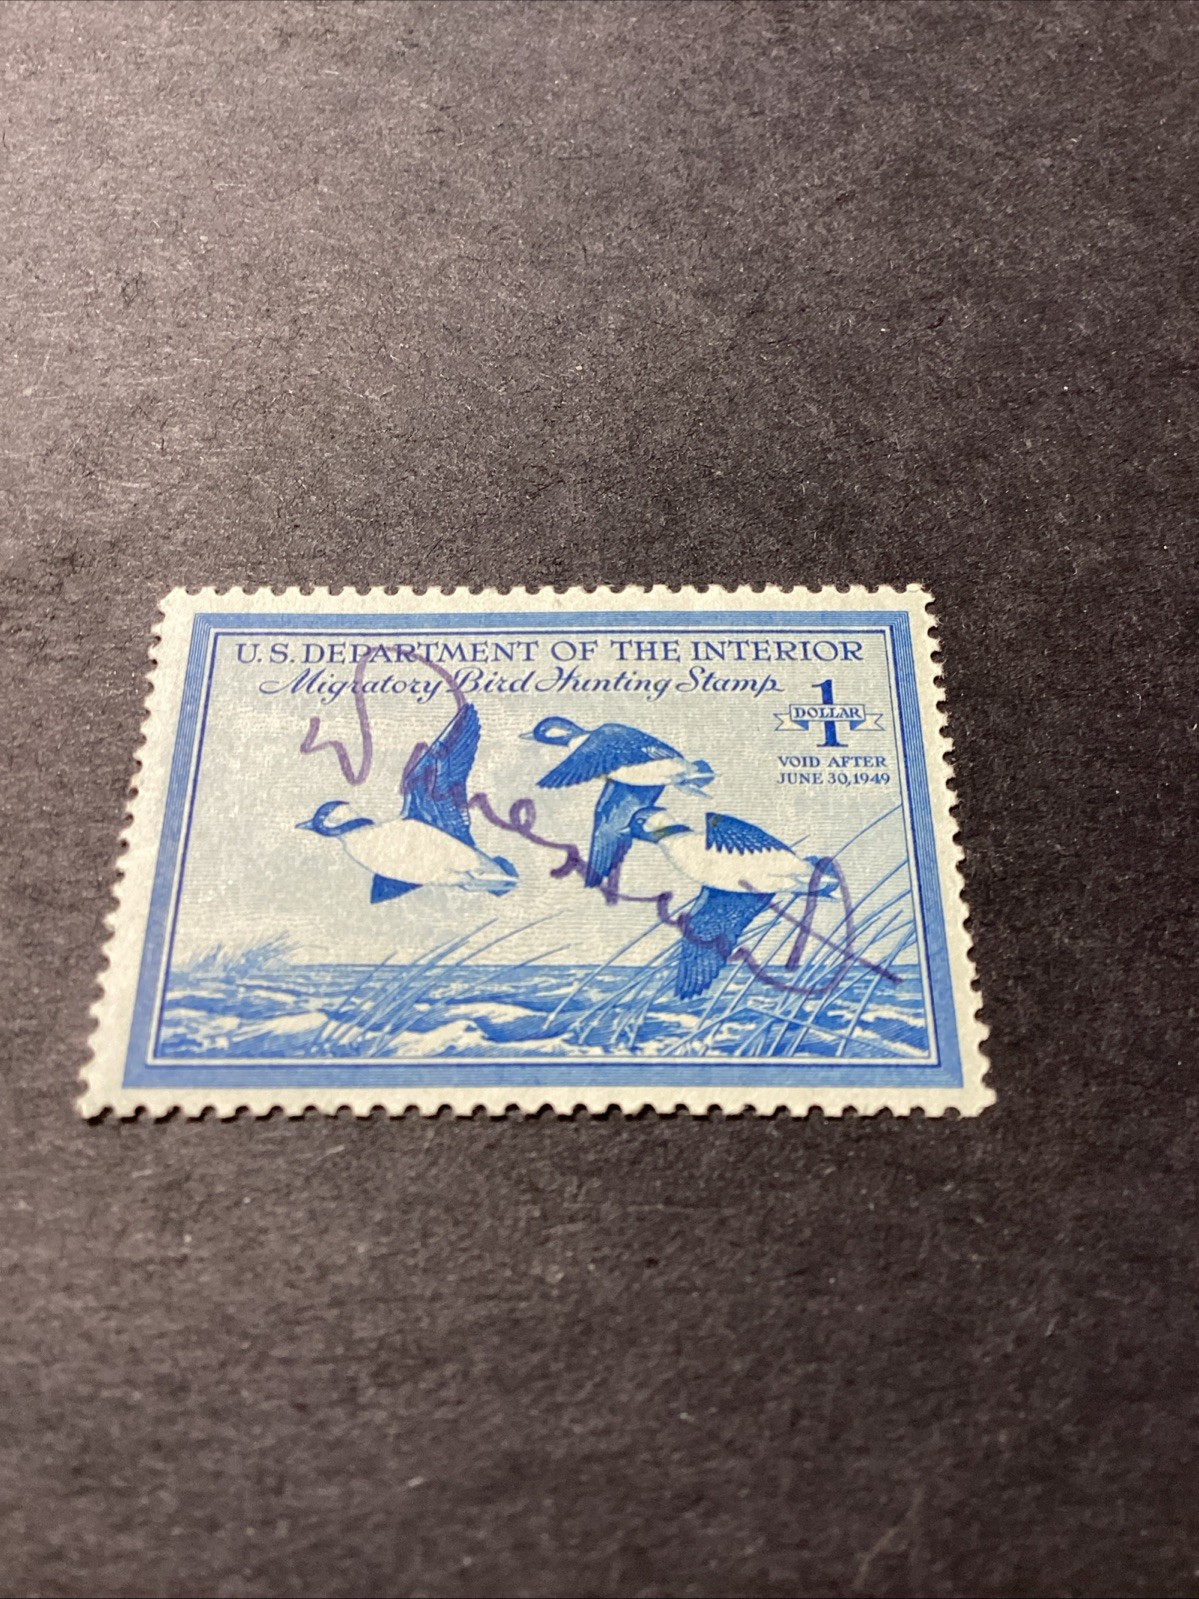 U.S. DEPARTMENT OF THE INTERIOR
Migratory Bird Hunting Stamp
1
DOLLAR
VOID AFTER
JUNE 30, 1949